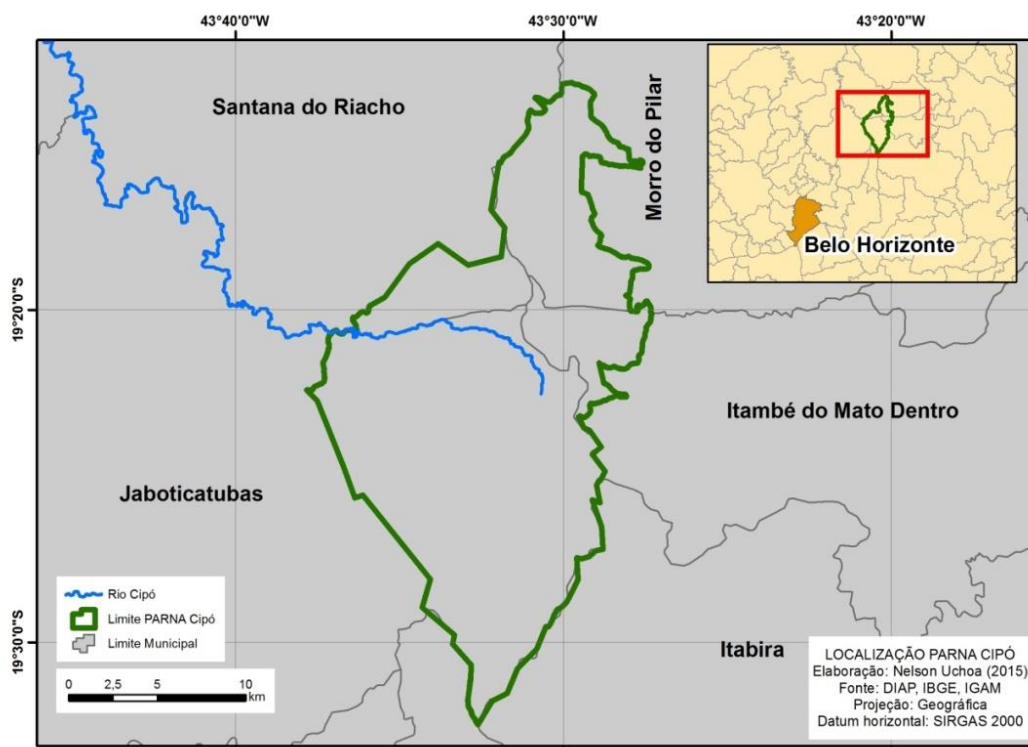 43°40'0"W
43°30'0"W
43°20'0"W
Santana do Riacho
Morro do Pilar
Belo Horizonte
19°20'0"S
Itambé do Mato Dentro
Jaboticatubas
Rio Cipó
Limite PARNA Cipó
Limite Municipal
19°30'0"S
Itabira
0 2,5 5 10
km
LOCALIZAÇÃO PARNA CIPÓ
Elaboração: Nelson Uchoa (2015)
Fonte: DIAP, IBGE, IGAM
Projeção: Geográfica
Datum horizontal: SIRGAS 2000